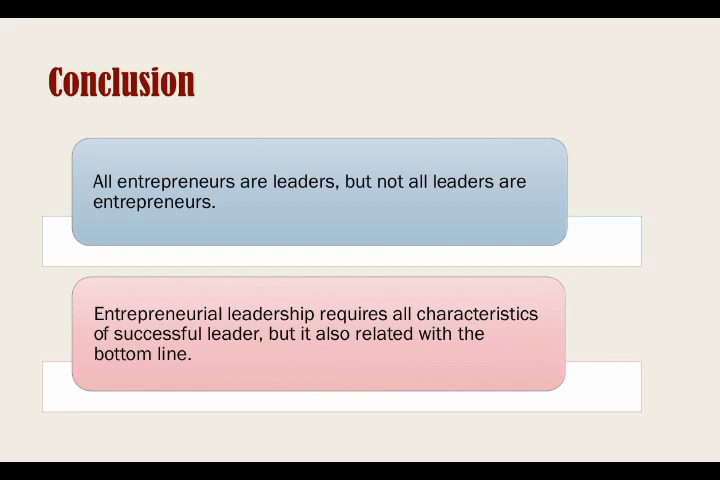 Conclusion
All entrepreneurs are leaders, but not all leaders are
entrepreneurs.
Entrepreneurial leadership requires all characteristics
of successful leader, but it also related with the
bottom line.